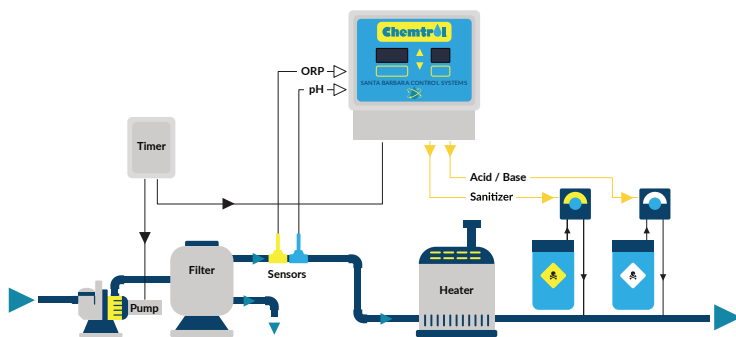 Chemtrol
ORP
SANTA BARBARA CONTROL SYSTEMS
pH
Timer
Acid / Base
Sanitizer
Filter
Sensors
Heater
Pump